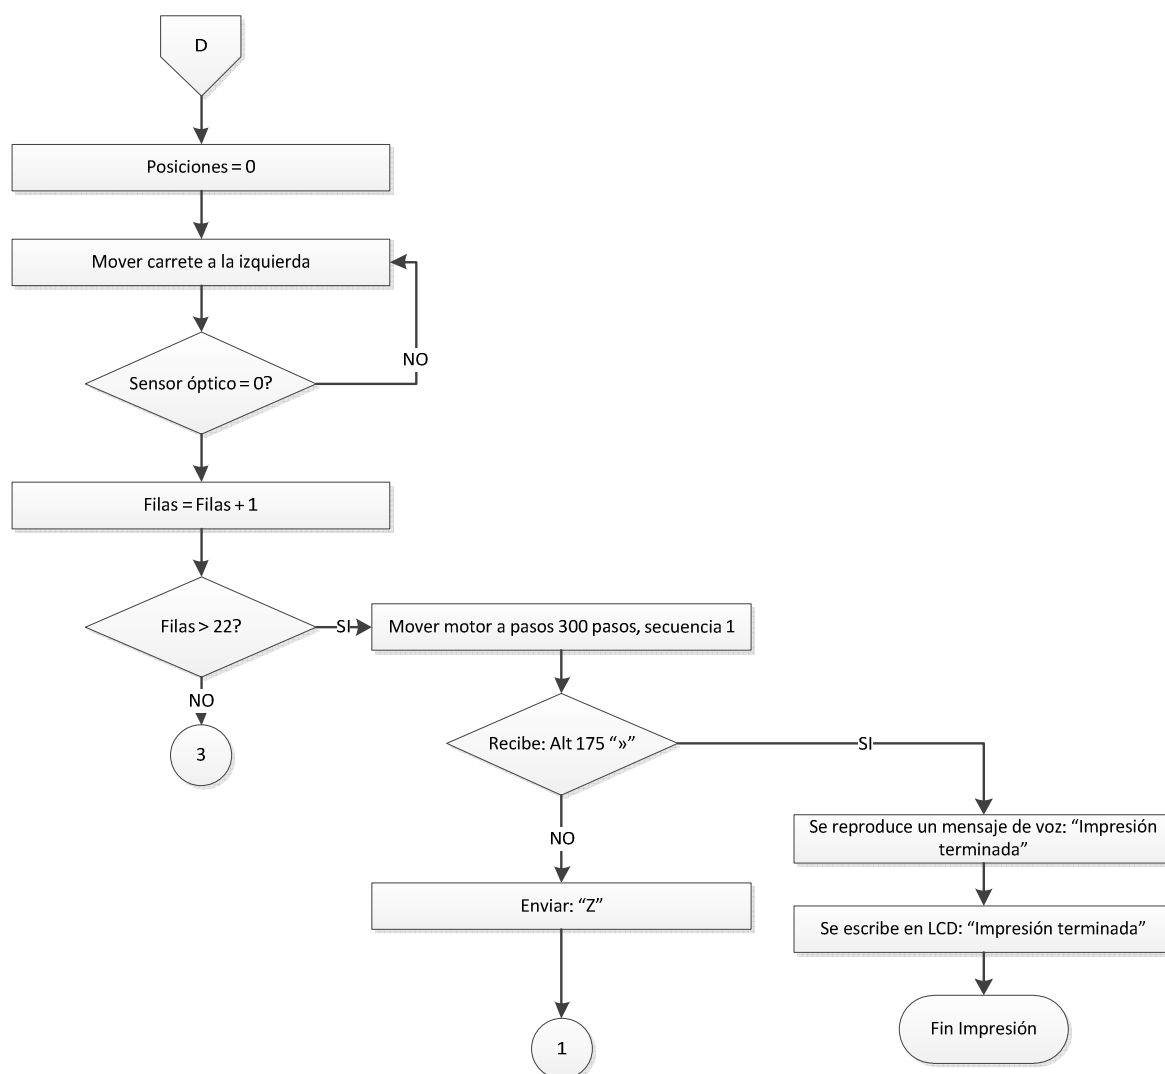 D
Posiciones = 0
Mover carrete a la izquierda
NO
Sensor óptico = 0?
Filas = Filas + 1
Filas > 22?
SI
Mover motor a pasos 300 pasos, secuencia 1
NO
3
Recibe: Alt 175 “»”
SI
Se reproduce un mensaje de voz: “Impresión
terminada”
NO
Enviar: “Z”
Se escribe en LCD: “Impresión terminada”
Fin Impresión
1